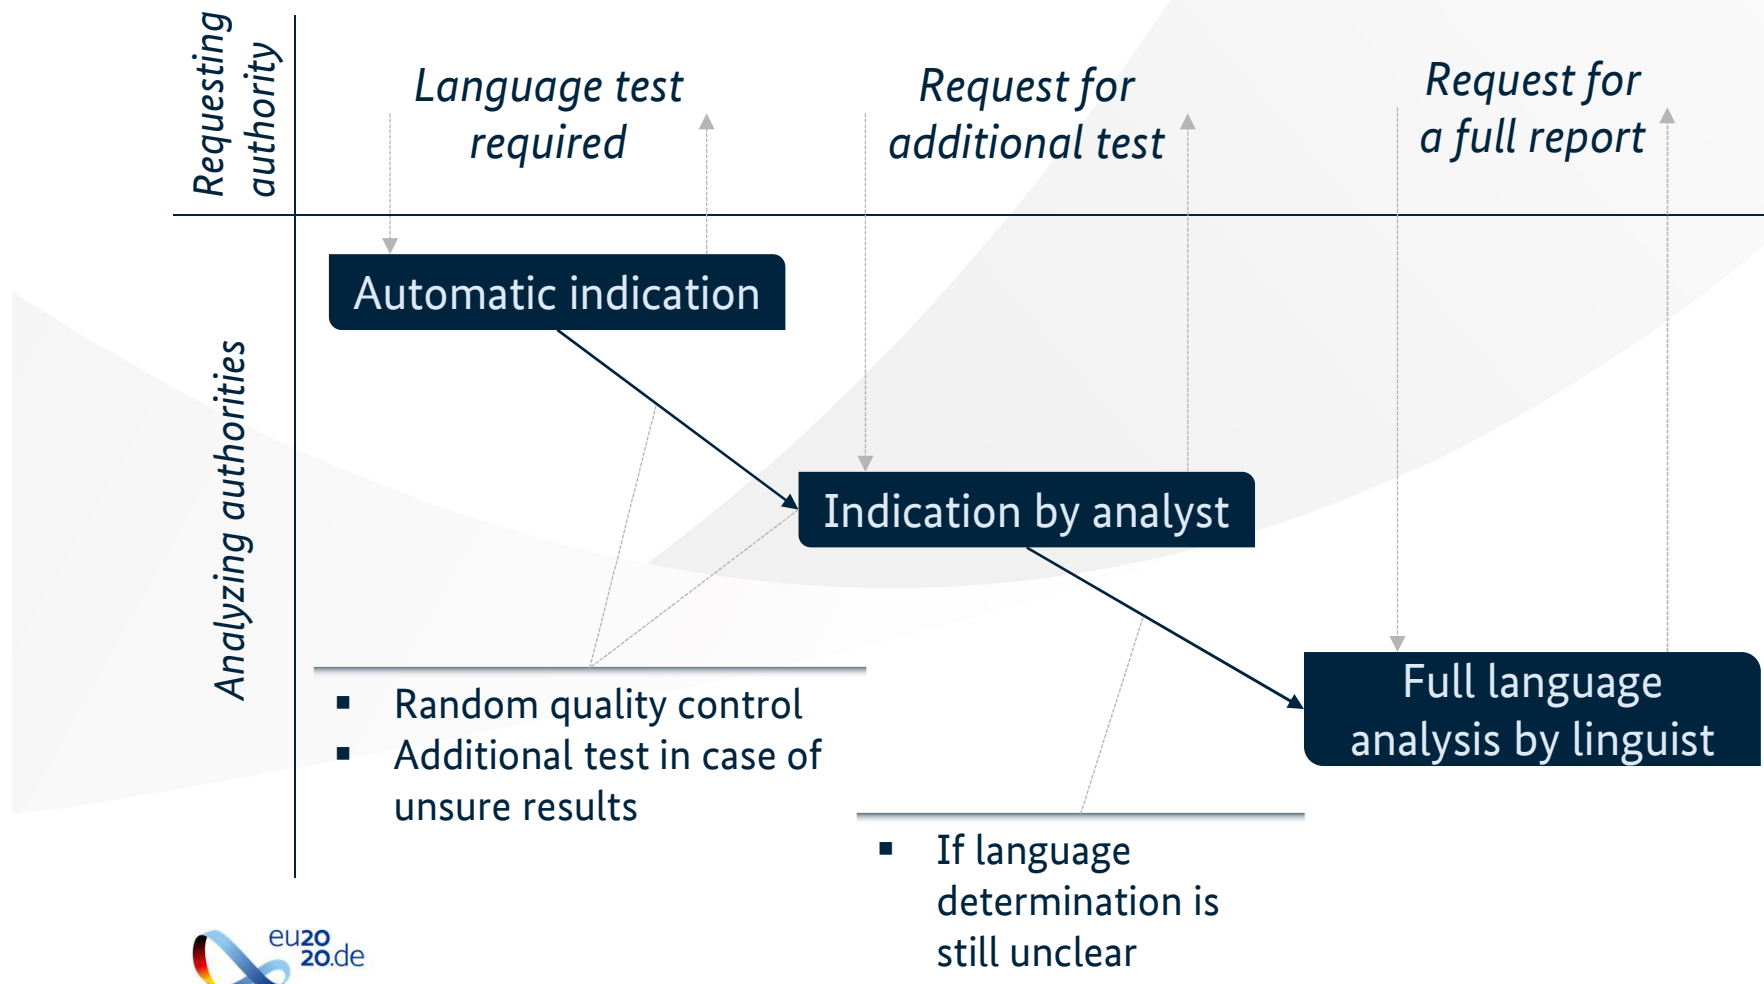 Requesting
authority
Language test
required
Request for
additional test
Request for
a full report
Analyzing authorities
Automatic indication
Indication by analyst
Full language
analysis by linguist
▪ Random quality control
▪ Additional test in case of
unsure results
▪ If language
determination is
still unclear
eu20
20.de